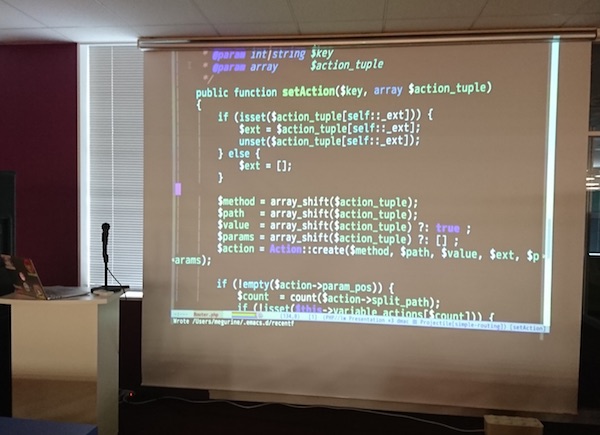 * @param int|string $key
* @param array $action_tuple
*/
public function setAction($key, array $action_tuple)
{
if (isset($action_tuple[self::_ext])) {
$ext = $action_tuple[self::_ext];
unset($action_tuple[self::_ext]);
} else {
$ext = [];
}
$method = array_shift($action_tuple);
$path = array_shift($action_tuple);
$value = array_shift($action_tuple) ?: true ;
$params = array_shift($action_tuple) ?: [] ;
$action = Action::create($method, $path, $value, $ext, $p
arams);
if (!empty($action->param_pos)) {
$count = count($action->split_path);
if (!isset($this->variable_actions[$count])) {
Router.php
Wrote /Users/megurine/.emacs.d/recentf